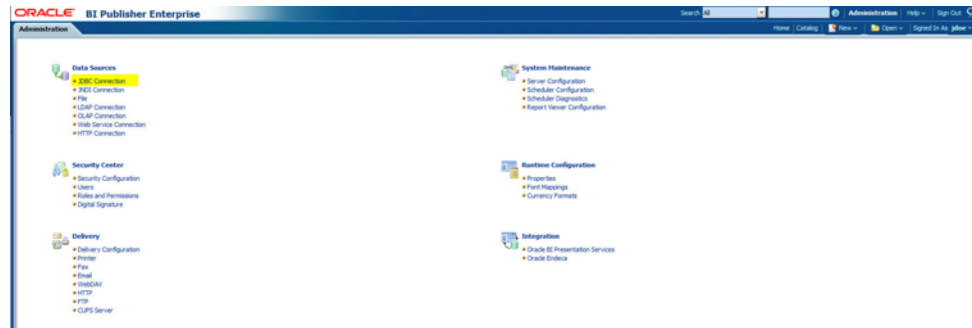 ORACLE BI Publisher Enterprise
Search All Administration Help Sign Out
Administration
Home Catalog New Open Signed In As jdoe
Data Sources
JDBC Connection
JNDI Connection
File
LDAP Connection
OLAP Connection
Web Service Connection
HTTP Connection
System Maintenance
Server Configuration
Scheduler Configuration
Scheduler Diagnostics
Report Viewer Configuration
Security Center
Security Configuration
Users
Roles and Permissions
Digital Signature
Runtime Configuration
Properties
Font Mappings
Currency Formats
Delivery
Delivery Configuration
Printer
Fax
Email
WebDAV
HTTP
FTP
CUPS Server
Integration
Oracle BI Presentation Services
Oracle Endeca